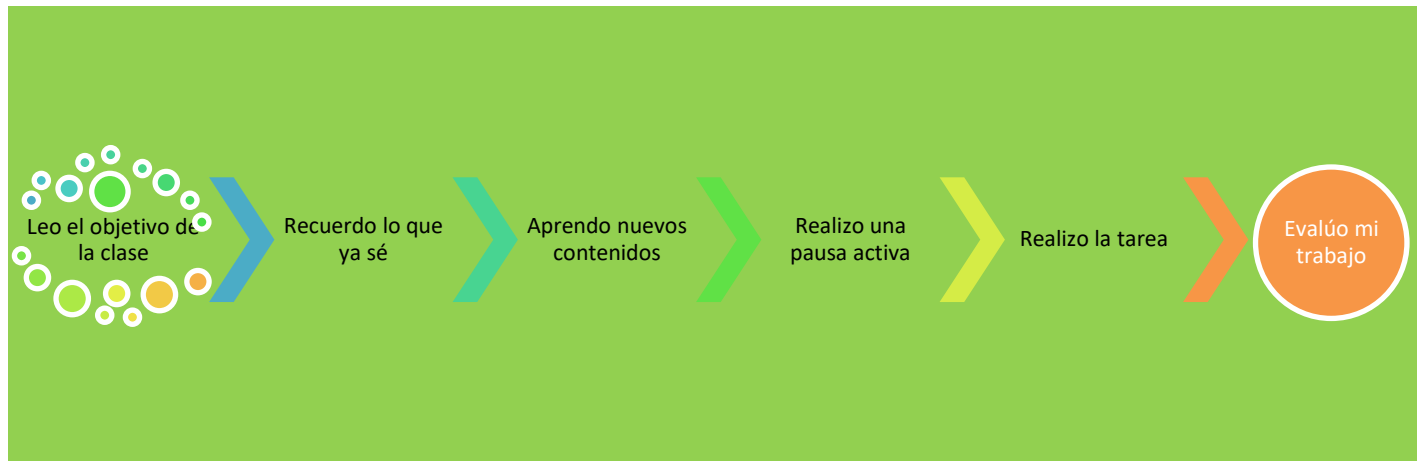 Leo el objetivo de
la clase
Recuerdo lo que
ya sé
Aprendo nuevos
contenidos
Realizo una
pausa activa
Realizo la tarea
Evalúo mi
trabajo